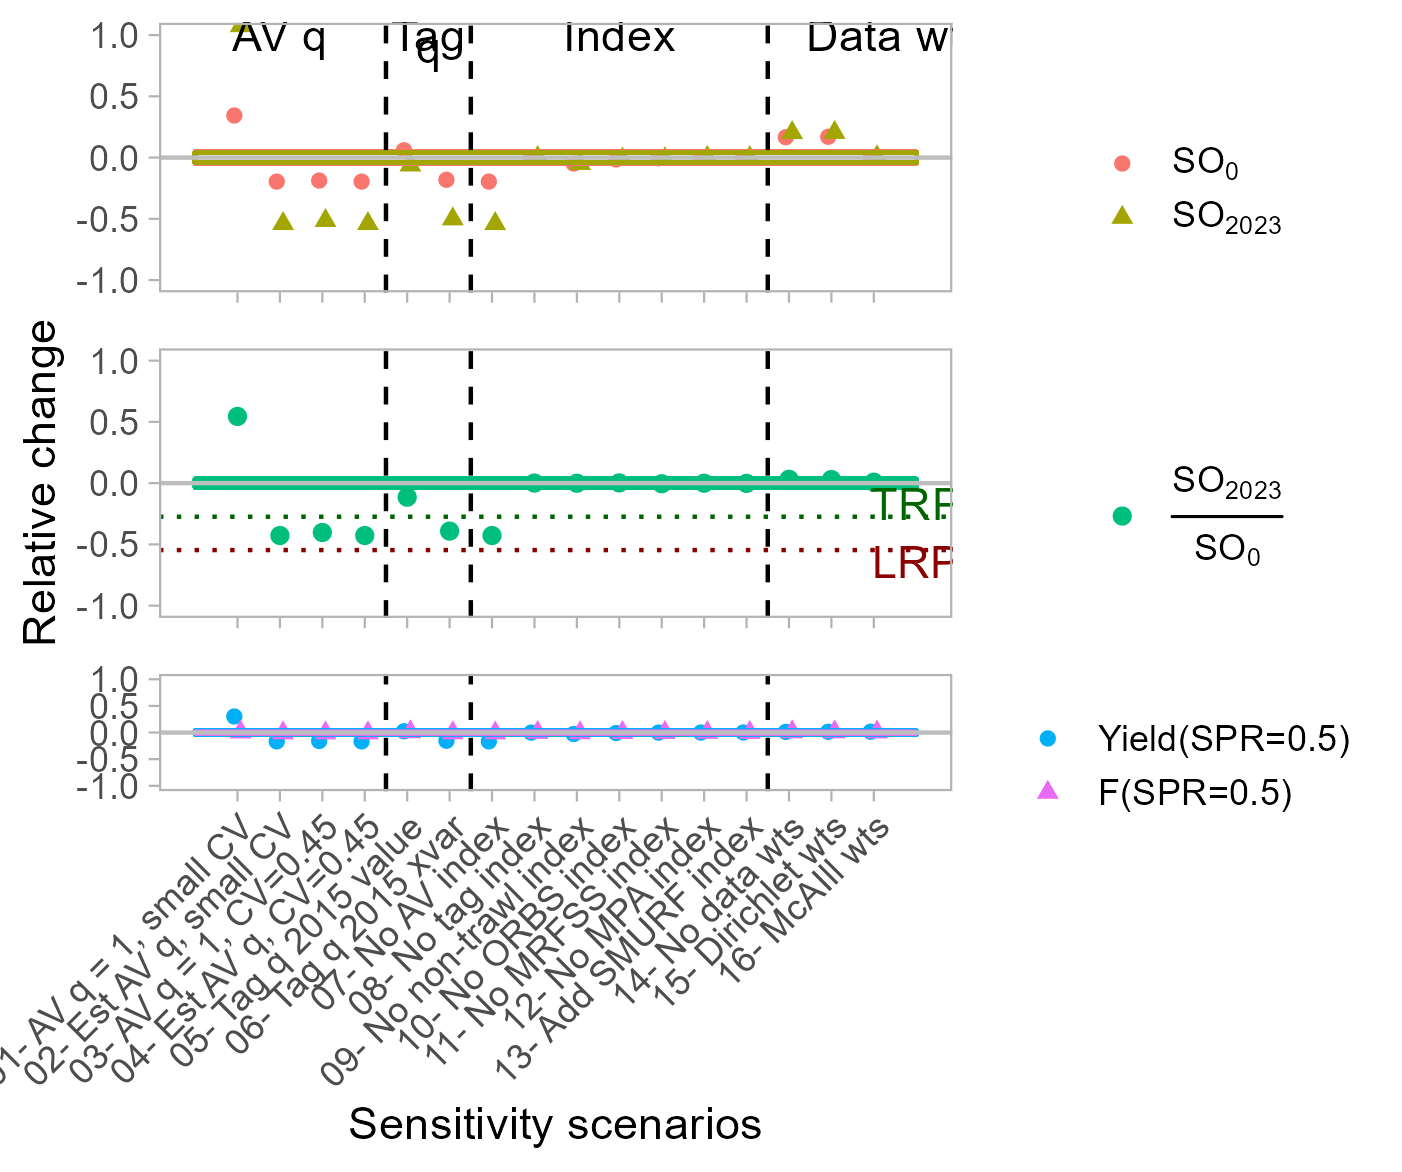 AV q
Tag
q
Index
Data w
1.0
0.5
0.0
-0.5
-1.0
SO0
SO2023
Relative change
1.0
0.5
0.0
-0.5
-1.0
TRP
LRP
SO2023
SO0
1.0
0.5
0.0
-0.5
-1.0
Yield(SPR=0.5)
F(SPR=0.5)
01- AV q = 1, small CV
02- Est AV q, small CV
03- AV q = 1, CV=0.45
04- Est AV q, CV=0.45
05- Tag q 2015 value
06- Tag q 2015 xvar
07- No AV index
08- No tag index
09- No non-trawl index
10- No ORBS index
11- No MRFSS index
12- No MPA index
13- Add SMURF index
14- No data wts
15- Dirichlet wts
16- McAlll wts
Sensitivity scenarios